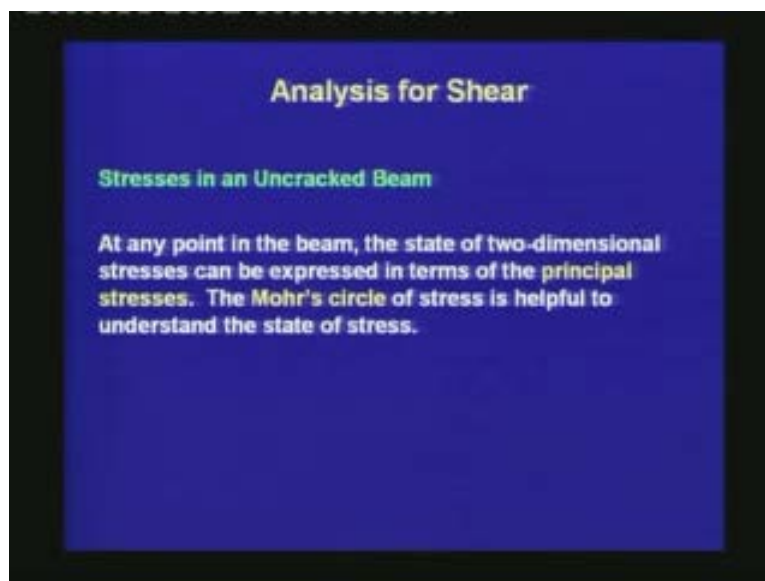 Analysis for Shear
Stresses in an Uncracked Beam
At any point in the beam, the state of two-dimensional
stresses can be expressed in terms of the principal
stresses. The Mohr's circle of stress is helpful to
understand the state of stress.